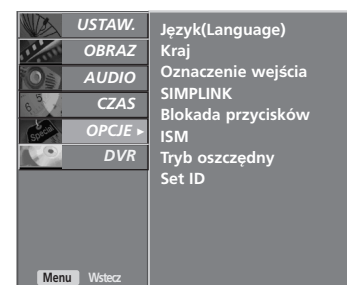 USTAW.
OBRAZ
AUDIO
CZAS
OPCJE ▸
DVR
Język(Language)
Kraj
Oznaczenie wejścia
SIMPLINK
Blokada przycisków
ISM
Tryb oszczędny
Set ID
Menu Wstecz